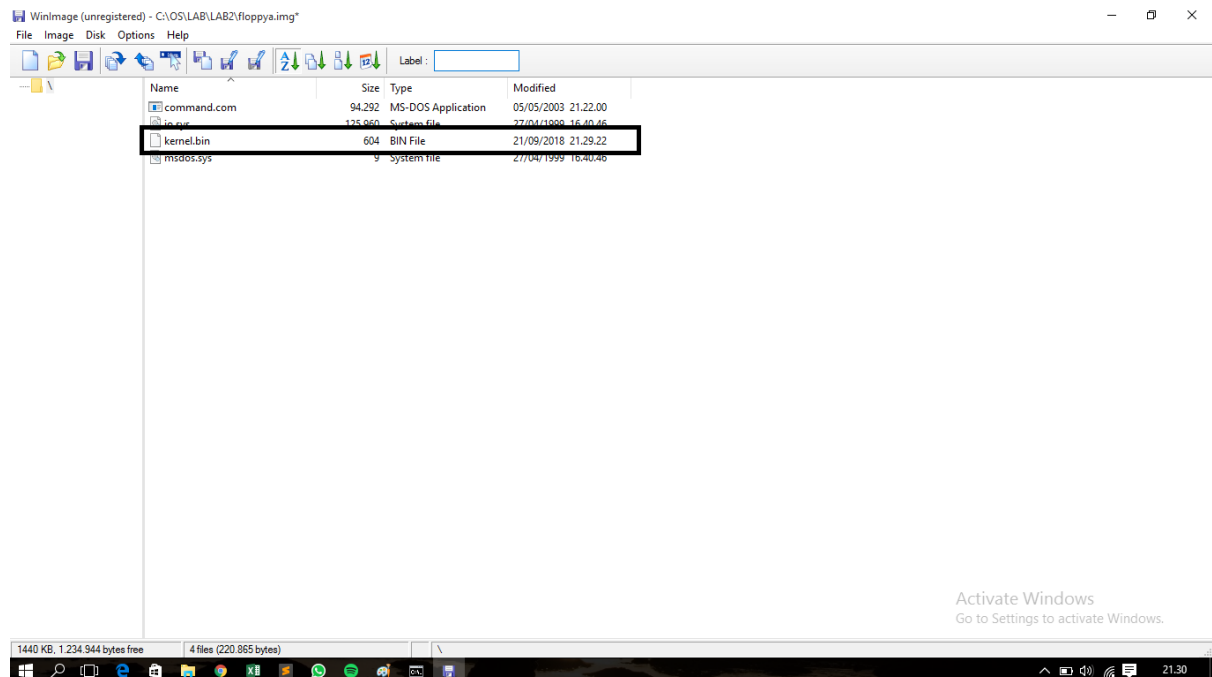 WinImage (unregistered) - C:\OS\LAB\LAB2\floppya.img*
File Image Disk Options Help
Label :
\
Name Size Type Modified
command.com 94.292 MS-DOS Application 05/05/2003 21.22.00
io.sys 125.960 System file 27/04/1999 16.40.46
kernel.bin 604 BIN File 21/09/2018 21.29.22
msdos.sys 9 System file 27/04/1999 16.40.46
Activate Windows
Go to Settings to activate Windows.
1440 KB, 1.234.944 bytes free 4 files (220.865 bytes) \
21.30